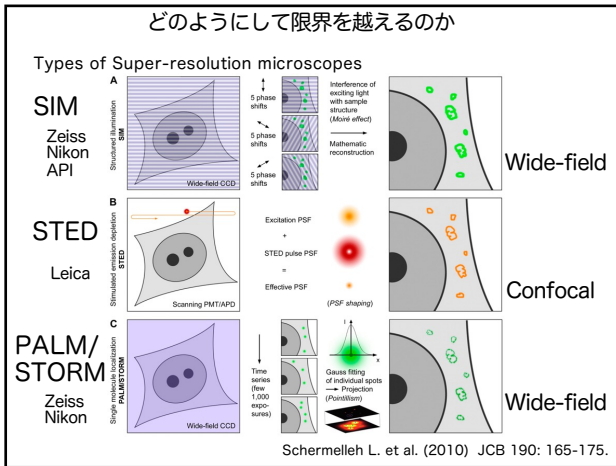 どのようにして限界を越えるのか
Types of Super-resolution microscopes
SIM
Zeiss
Nikon
API
A
Structured illumination
SIM
Wide-field CCD
5 phase
shifts
5 phase
shifts
5 phase
shifts
Interference of
exciting light
with sample
structure
(Moiré effect)
Mathematic
reconstruction
Wide-field
STED
Leica
B
Stimulated emission depletion
STED
Scanning PMT/APD
Excitation PSF
+
STED pulse PSF
=
Effective PSF
(PSF shaping)
Confocal
PALM/
STORM
Zeiss
Nikon
C
Single molecule localization
PALM/STORM
Wide-field CCD
Time
series
(few
1,000
expo-
sures)
I
x
Gauss fitting
of individual spots
Projection
(Pointillism)
Wide-field
Schermelleh L. et al. (2010) JCB 190: 165-175.